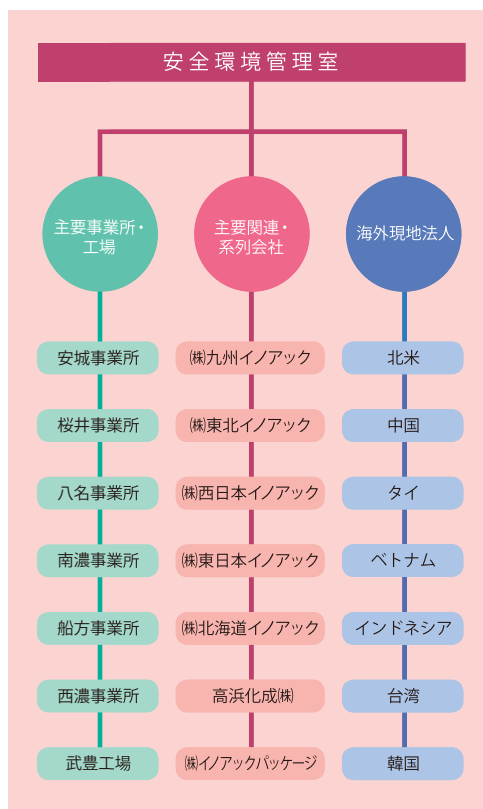 安全環境管理室
主要事業所・
工場
安城事業所
桜井事業所
八名事業所
南濃事業所
船方事業所
西濃事業所
武豊工場
主要関連・
系列会社
㈱九州イノアック
㈱東北イノアック
㈱西日本イノアック
㈱東日本イノアック
㈱北海道イノアック
高浜化成㈱
㈱イノアックパッケージ
海外現地法人
北米
中国
タイ
ベトナム
インドネシア
台湾
韓国